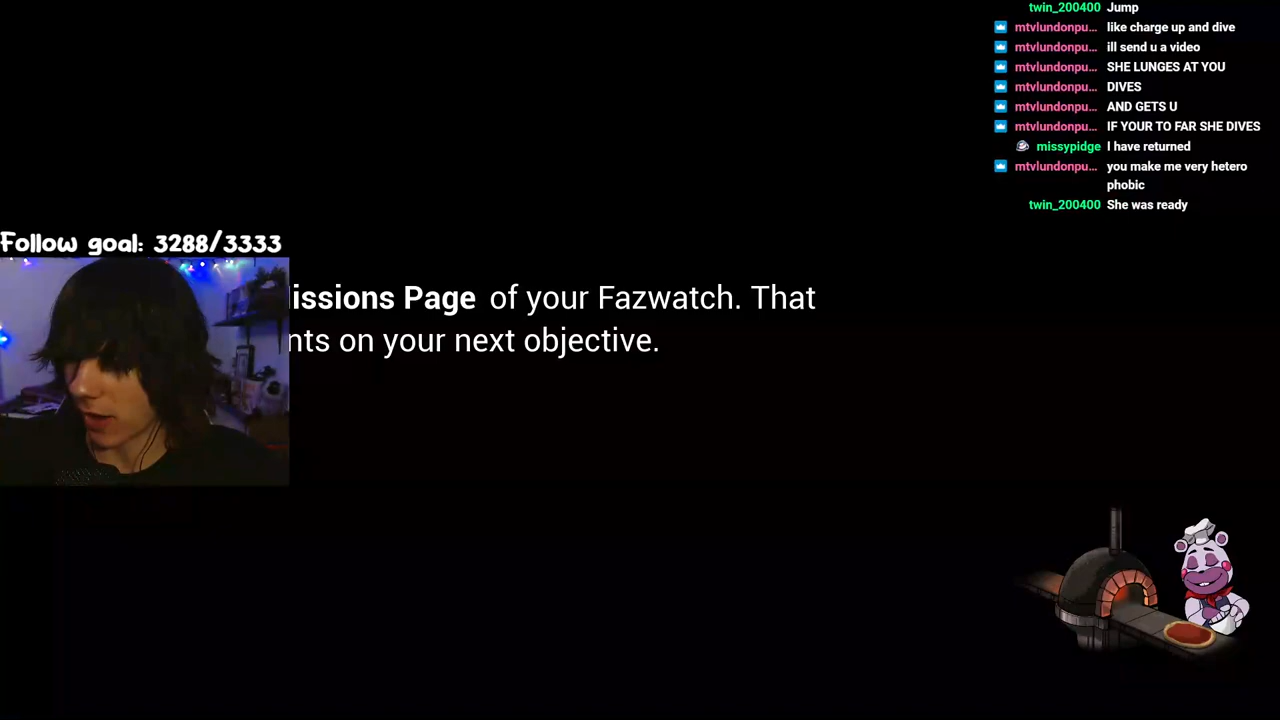 twin_200400 Jump
mtvlundonpu... like charge up and dive
mtvlundonpu... ill send u a video
mtvlundonpu... SHE LUNGES AT YOU
mtvlundonpu... DIVES
mtvlundonpu... AND GETS U
mtvlundonpu... IF YOUR TO FAR SHE DIVES
missypidge I have returned
mtvlundonpu... you make me very hetero
phobic
twin_200400 She was ready
Follow goal: 3288/3333
issions Page of your Fazwatch. That
nts on your next objective.